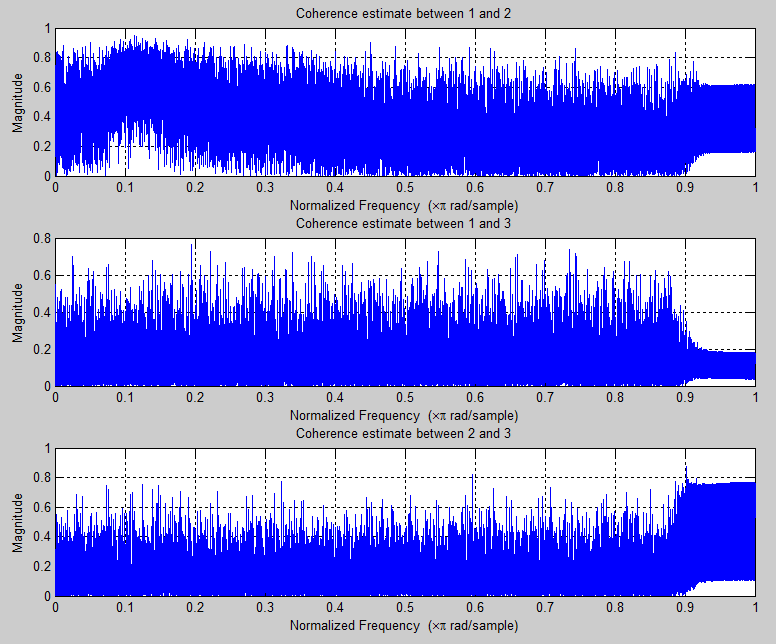 Coherence estimate between 1 and 2
1
0.8
0.6
0.4
0.2
0
Magnitude
0 0.1 0.2 0.3 0.4 0.5 0.6 0.7 0.8 0.9 1
Normalized Frequency (×π rad/sample)
Coherence estimate between 1 and 3
0.8
0.6
0.4
0.2
0
Magnitude
0 0.1 0.2 0.3 0.4 0.5 0.6 0.7 0.8 0.9 1
Normalized Frequency (×π rad/sample)
Coherence estimate between 2 and 3
1
0.8
0.6
0.4
0.2
0
Magnitude
0 0.1 0.2 0.3 0.4 0.5 0.6 0.7 0.8 0.9 1
Normalized Frequency (×π rad/sample)